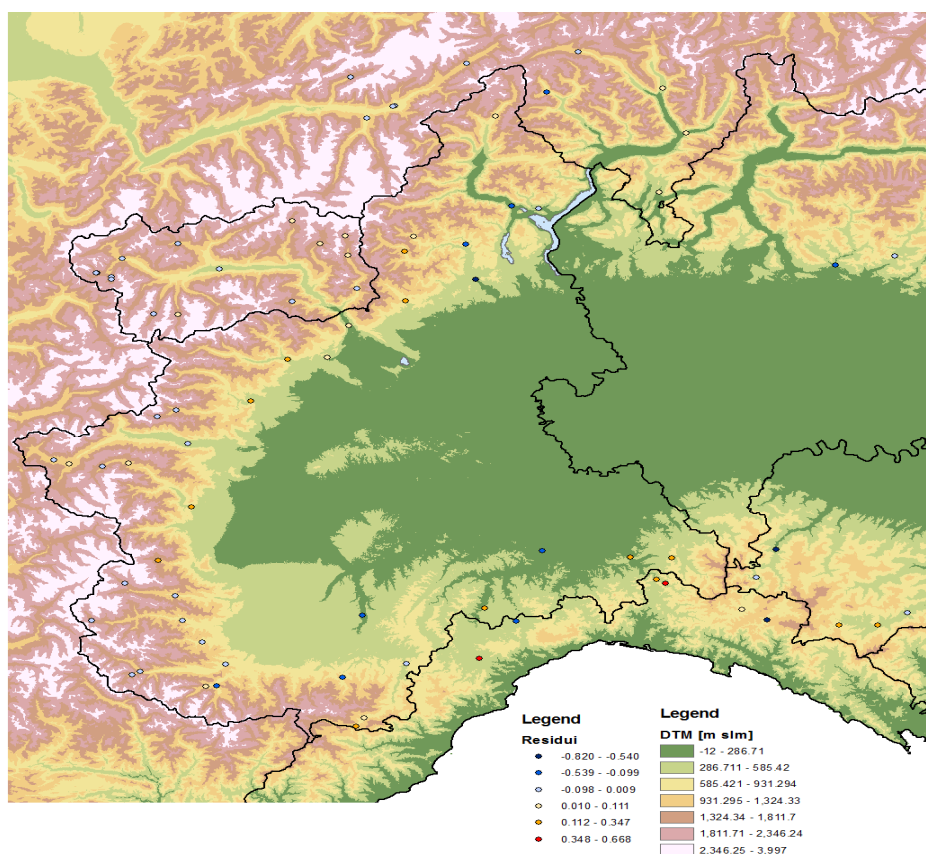 Legend
Residui
-0.820 - -0.540
-0.539 - -0.099
-0.098 - 0.009
0.010 - 0.111
0.112 - 0.347
0.348 - 0.668
Legend
DTM [m slm]
-12 - 286.71
286.711 - 585.42
585.421 - 931.294
931.295 - 1,324.33
1,324.34 - 1,811.7
1,811.71 - 2,346.24
2,346.25 - 3.997